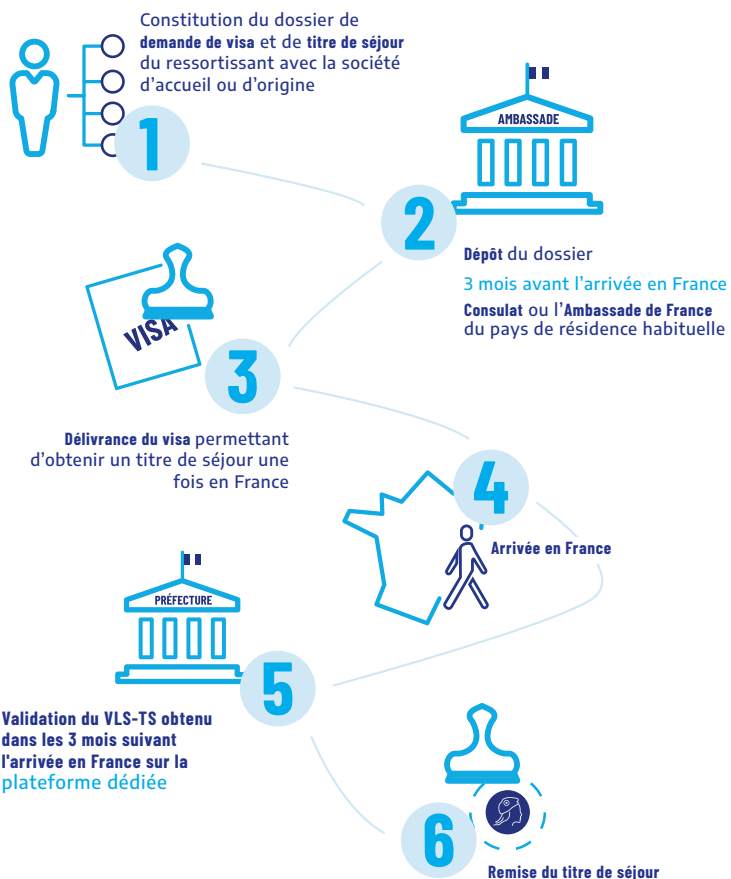 Constitution du dossier de
demande de visa et de titre de séjour
du ressortissant avec la société
d'accueil ou d'origine
1
AMBASSADE
2
Dépôt du dossier
3 mois avant l'arrivée en France
Consulat ou l'Ambassade de France
du pays de résidence habituelle
VISA
3
Délivrance du visa permettant
d'obtenir un titre de séjour une
fois en France
4
Arrivée en France
PRÉFECTURE
5
Validation du VLS-TS obtenu
dans les 3 mois suivant
l'arrivée en France sur la
plateforme dédiée
6
Remise du titre de séjour